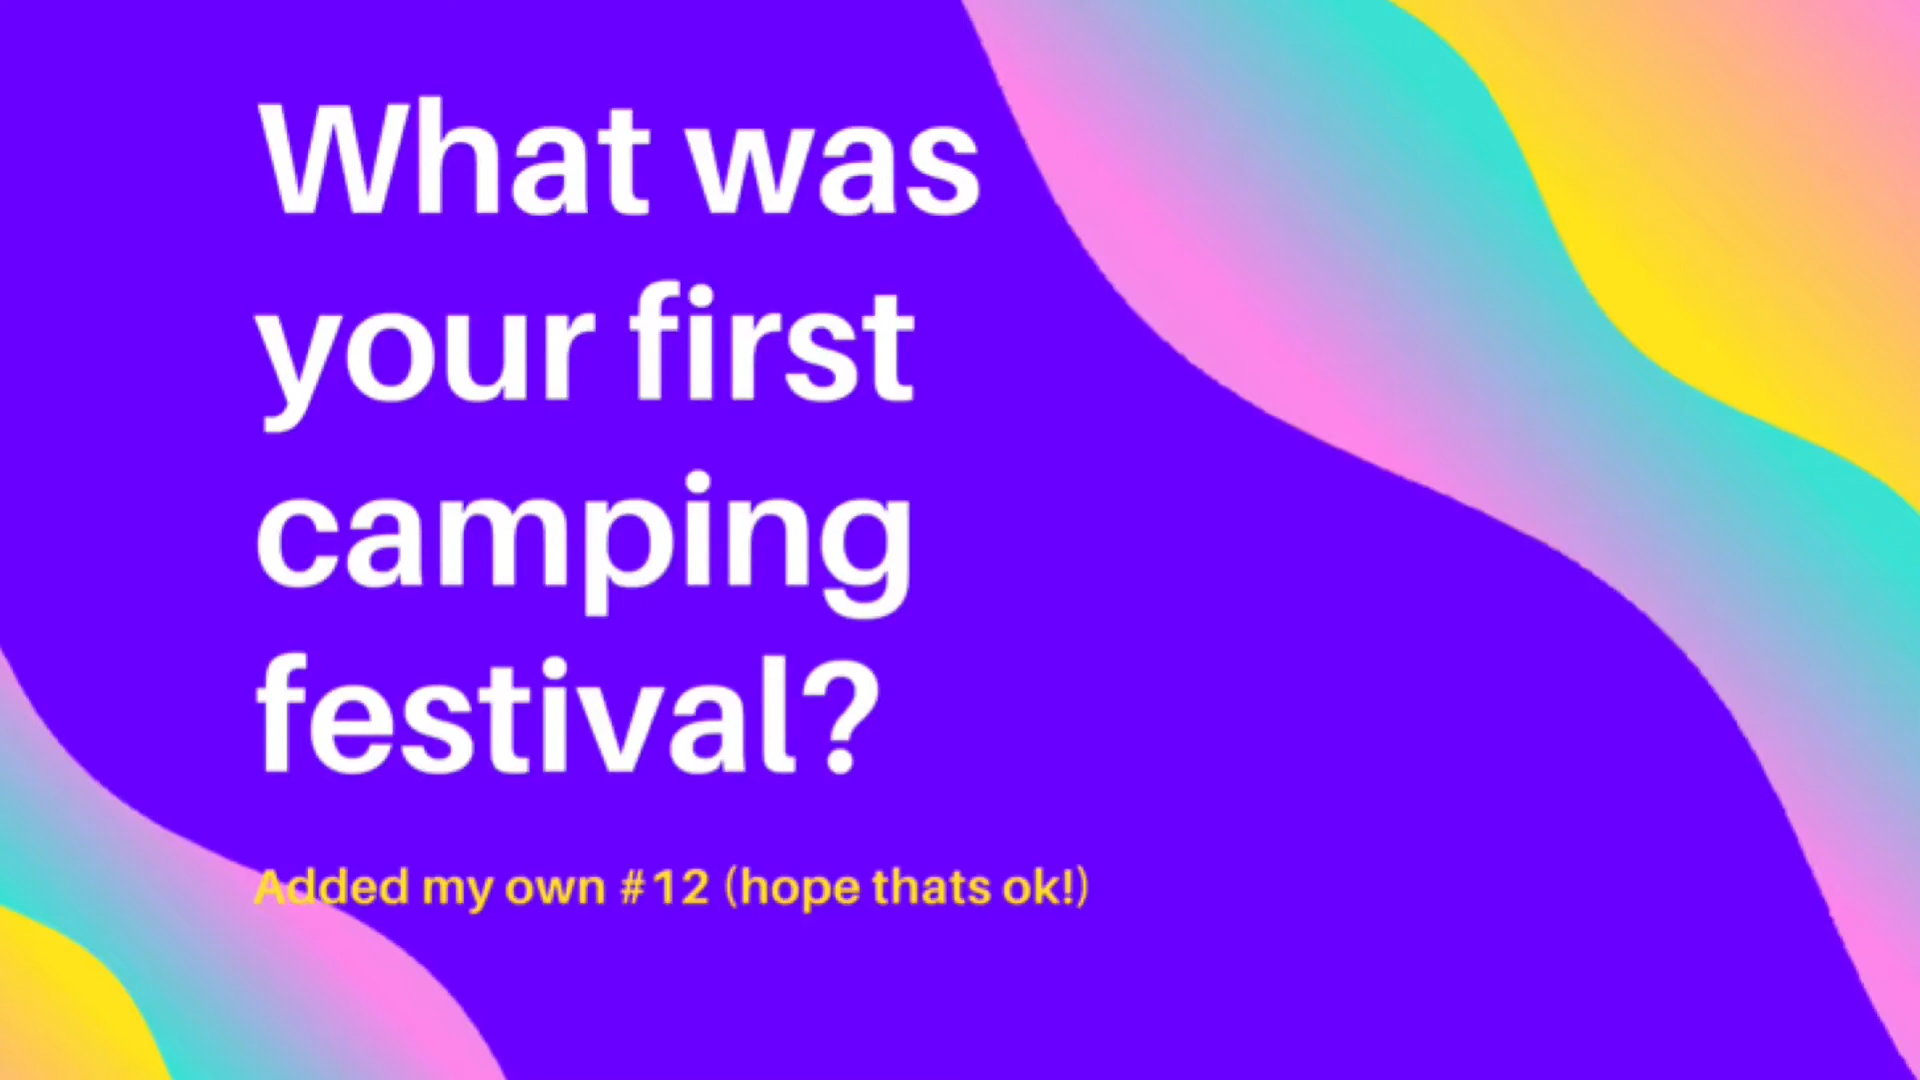 What was
your first
camping
festival?
Added my own #12 (hope thats ok!)